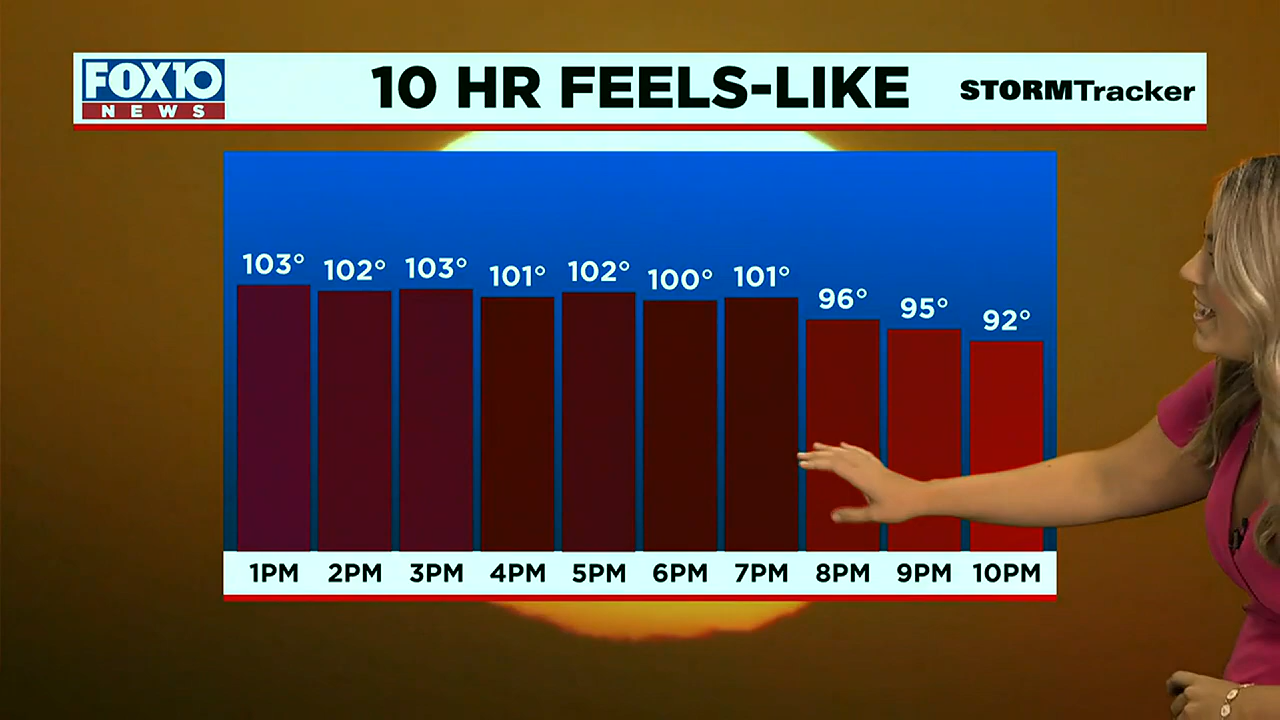 FOX10
NEWS
10 HR FEELS-LIKE
STORMTracker
103° 102° 103° 101° 102° 100° 101° 96° 95° 92°
1PM 2PM 3PM 4PM 5PM 6PM 7PM 8PM 9PM 10PM